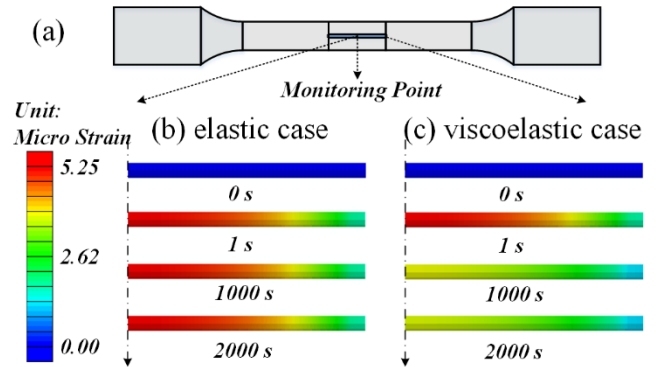 (a)
Monitoring Point
Unit:
Micro Strain
5.25
2.62
0.00
(b) elastic case
0 s
1 s
1000 s
2000 s
(c) viscoelastic case
0 s
1 s
1000 s
2000 s